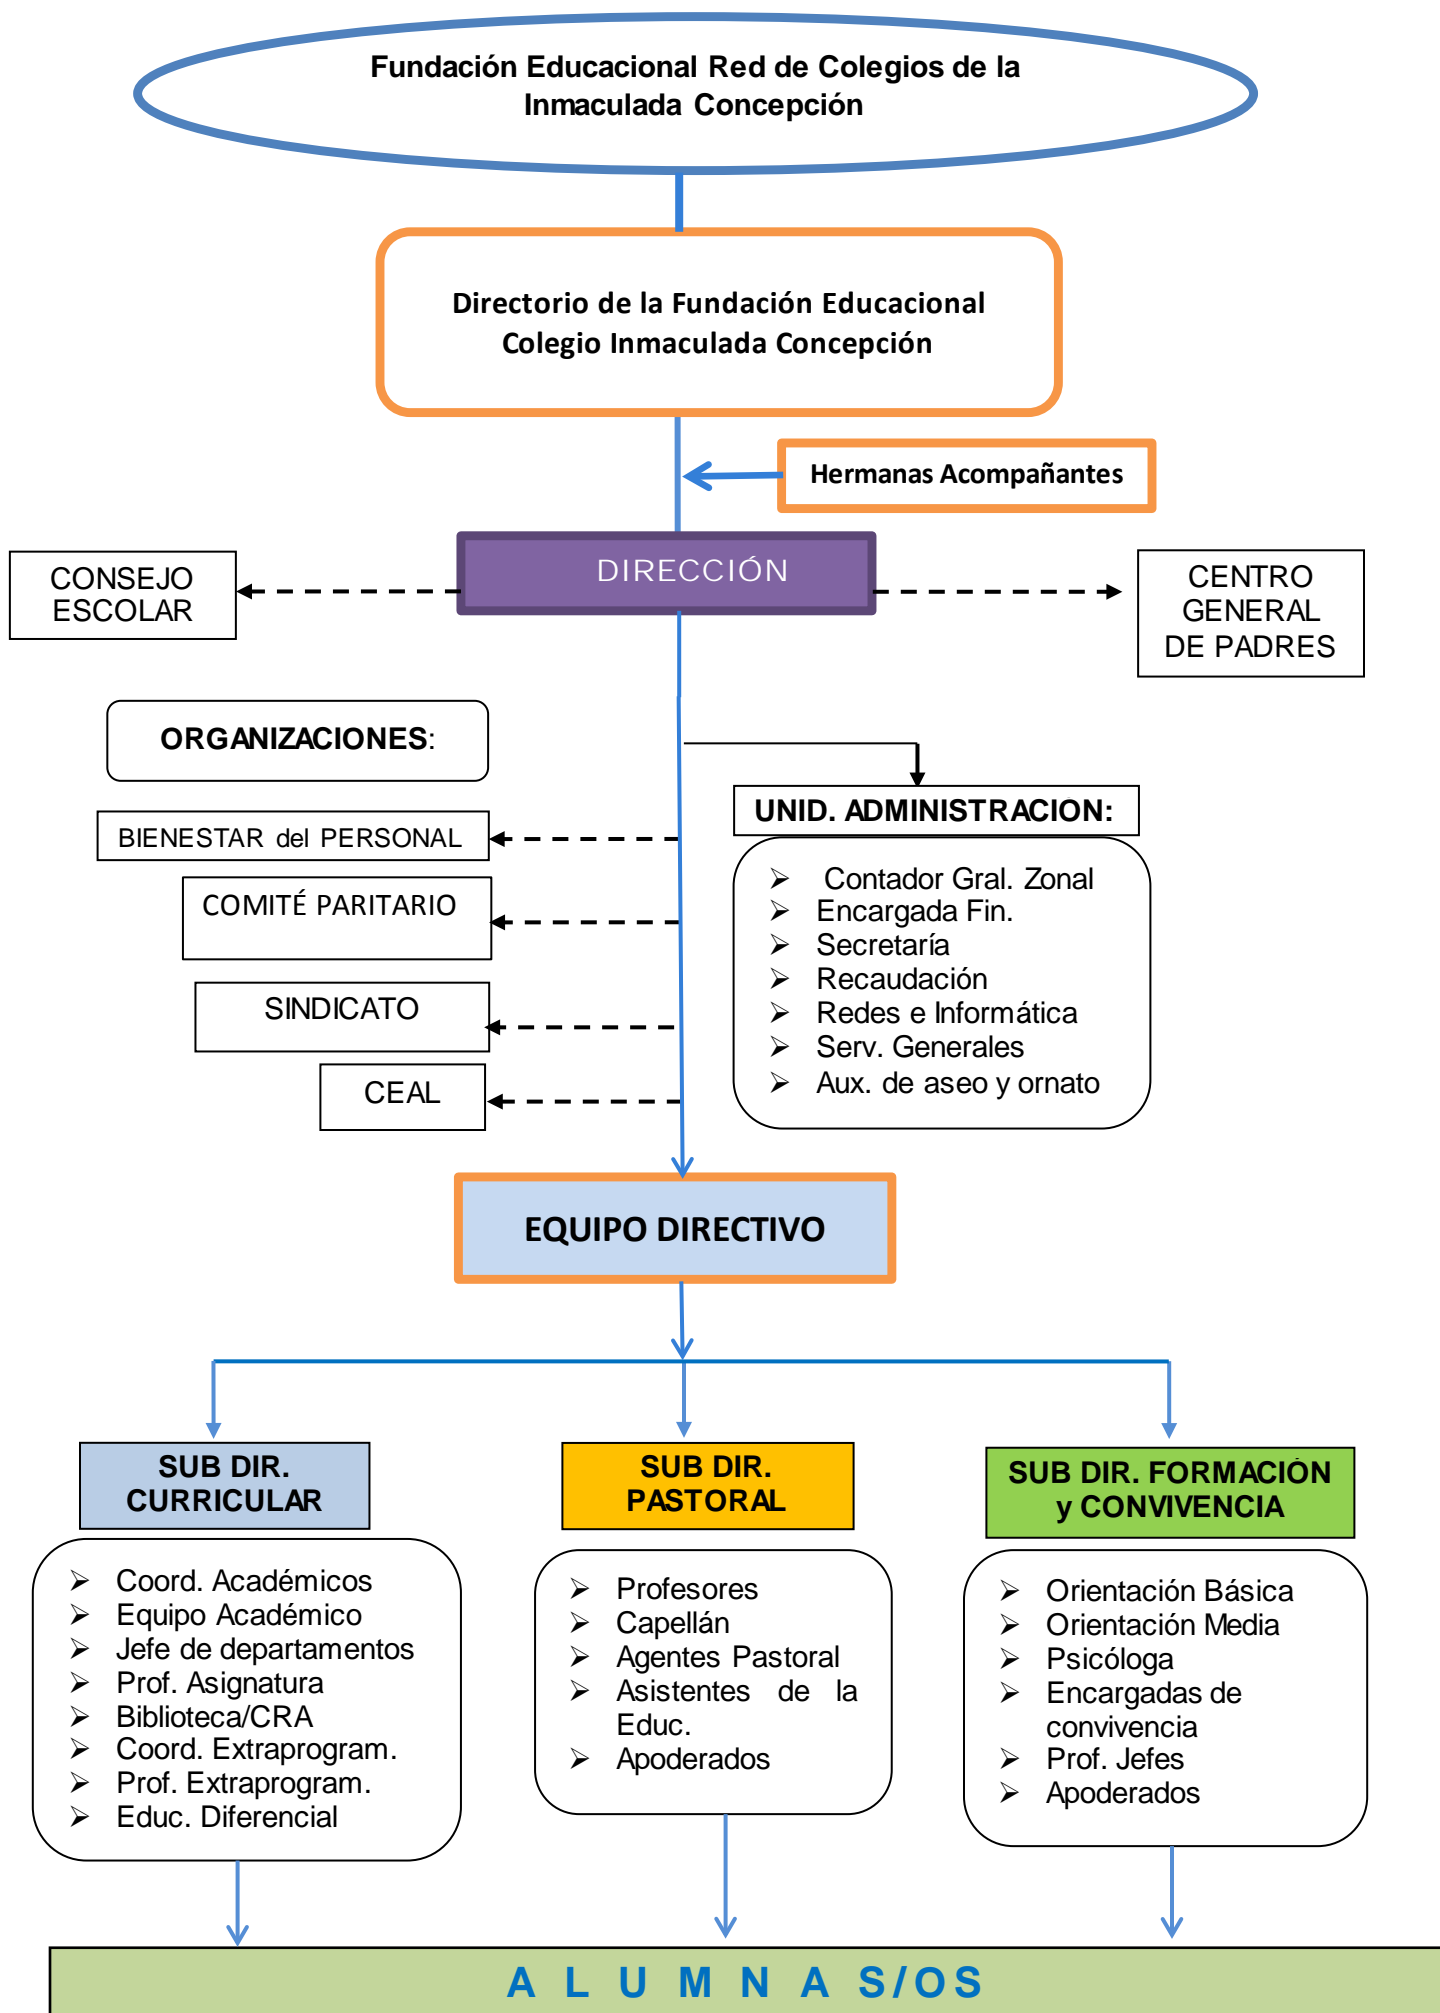 Fundación Educacional Red de Colegios de la
Inmaculada Concepción
Directorio de la Fundación Educacional
Colegio Inmaculada Concepción
Hermanas Acompañantes
DIRECCIÓN
CONSEJO
ESCOLAR
CENTRO
GENERAL
DE PADRES
ORGANIZACIONES:
BIENESTAR del PERSONAL
COMITÉ PARITARIO
SINDICATO
CEAL
UNID. ADMINISTRACION:
➢ Contador Gral. Zonal
➢ Encargada Fin.
➢ Secretaría
➢ Recaudación
➢ Redes e Informática
➢ Serv. Generales
➢ Aux. de aseo y ornato
EQUIPO DIRECTIVO
SUB DIR.
CURRICULAR
➢ Coord. Académicos
➢ Equipo Académico
➢ Jefe de departamentos
➢ Prof. Asignatura
➢ Biblioteca/CRA
➢ Coord. Extraprogram.
➢ Prof. Extraprogram.
➢ Educ. Diferencial
SUB DIR.
PASTORAL
➢ Profesores
➢ Capellán
➢ Agentes Pastoral
➢ Asistentes de la
Educ.
➢ Apoderados
SUB DIR. FORMACIÓN
y CONVIVENCIA
➢ Orientación Básica
➢ Orientación Media
➢ Psicóloga
➢ Encargadas de
convivencia
➢ Prof. Jefes
➢ Apoderados
A L U M N A S/OS